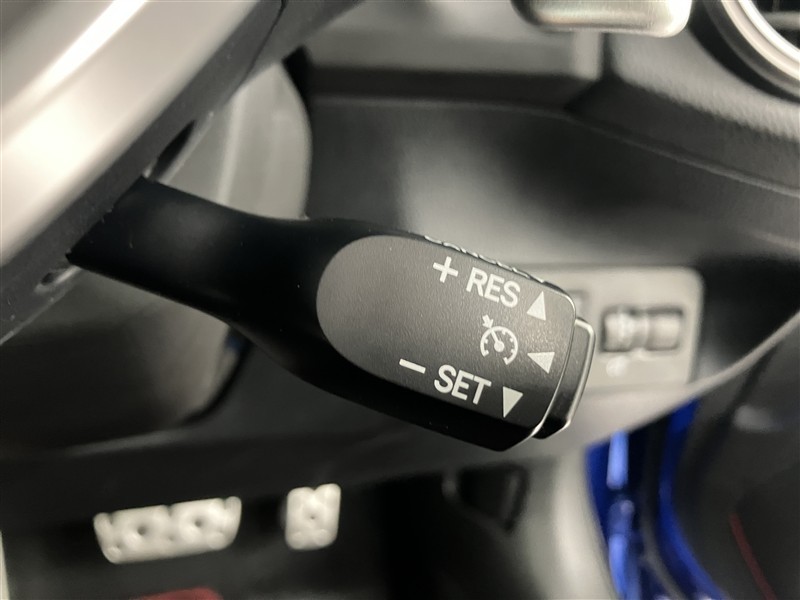 + RES
- SET